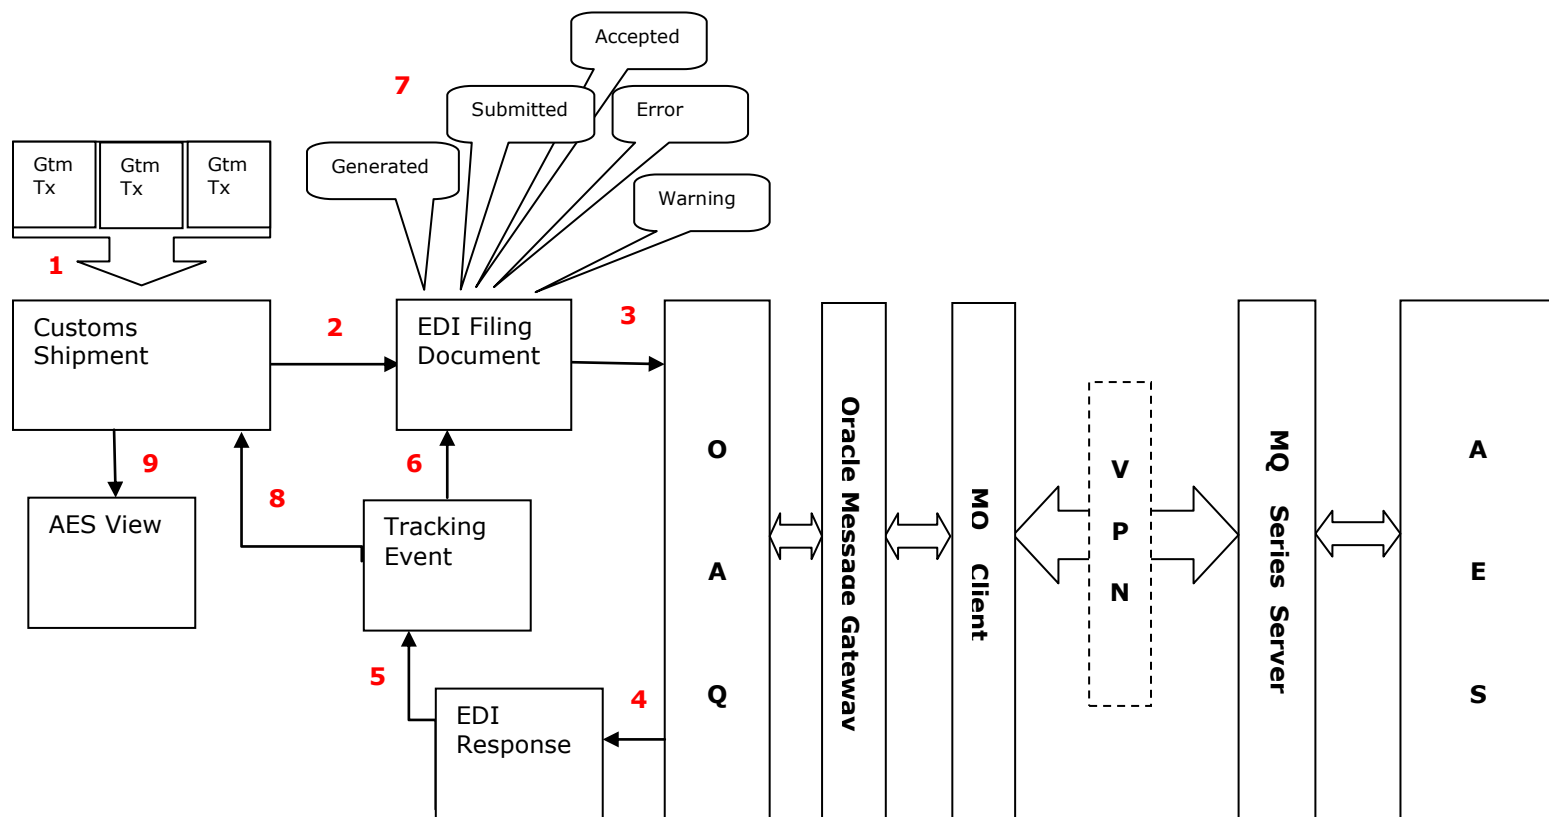 Accepted
7
Submitted
Error
Generated
Warning
Gtm
Tx
Gtm
Tx
Gtm
Tx
1
Customs
Shipment
2
EDI Filing
Document
3
9
6
8
AES View
Tracking
Event
5
4
EDI
Response
O
A
Q
Oracle Message Gateway
MQ Client
V
P
N
MQ Series Server
A
E
S